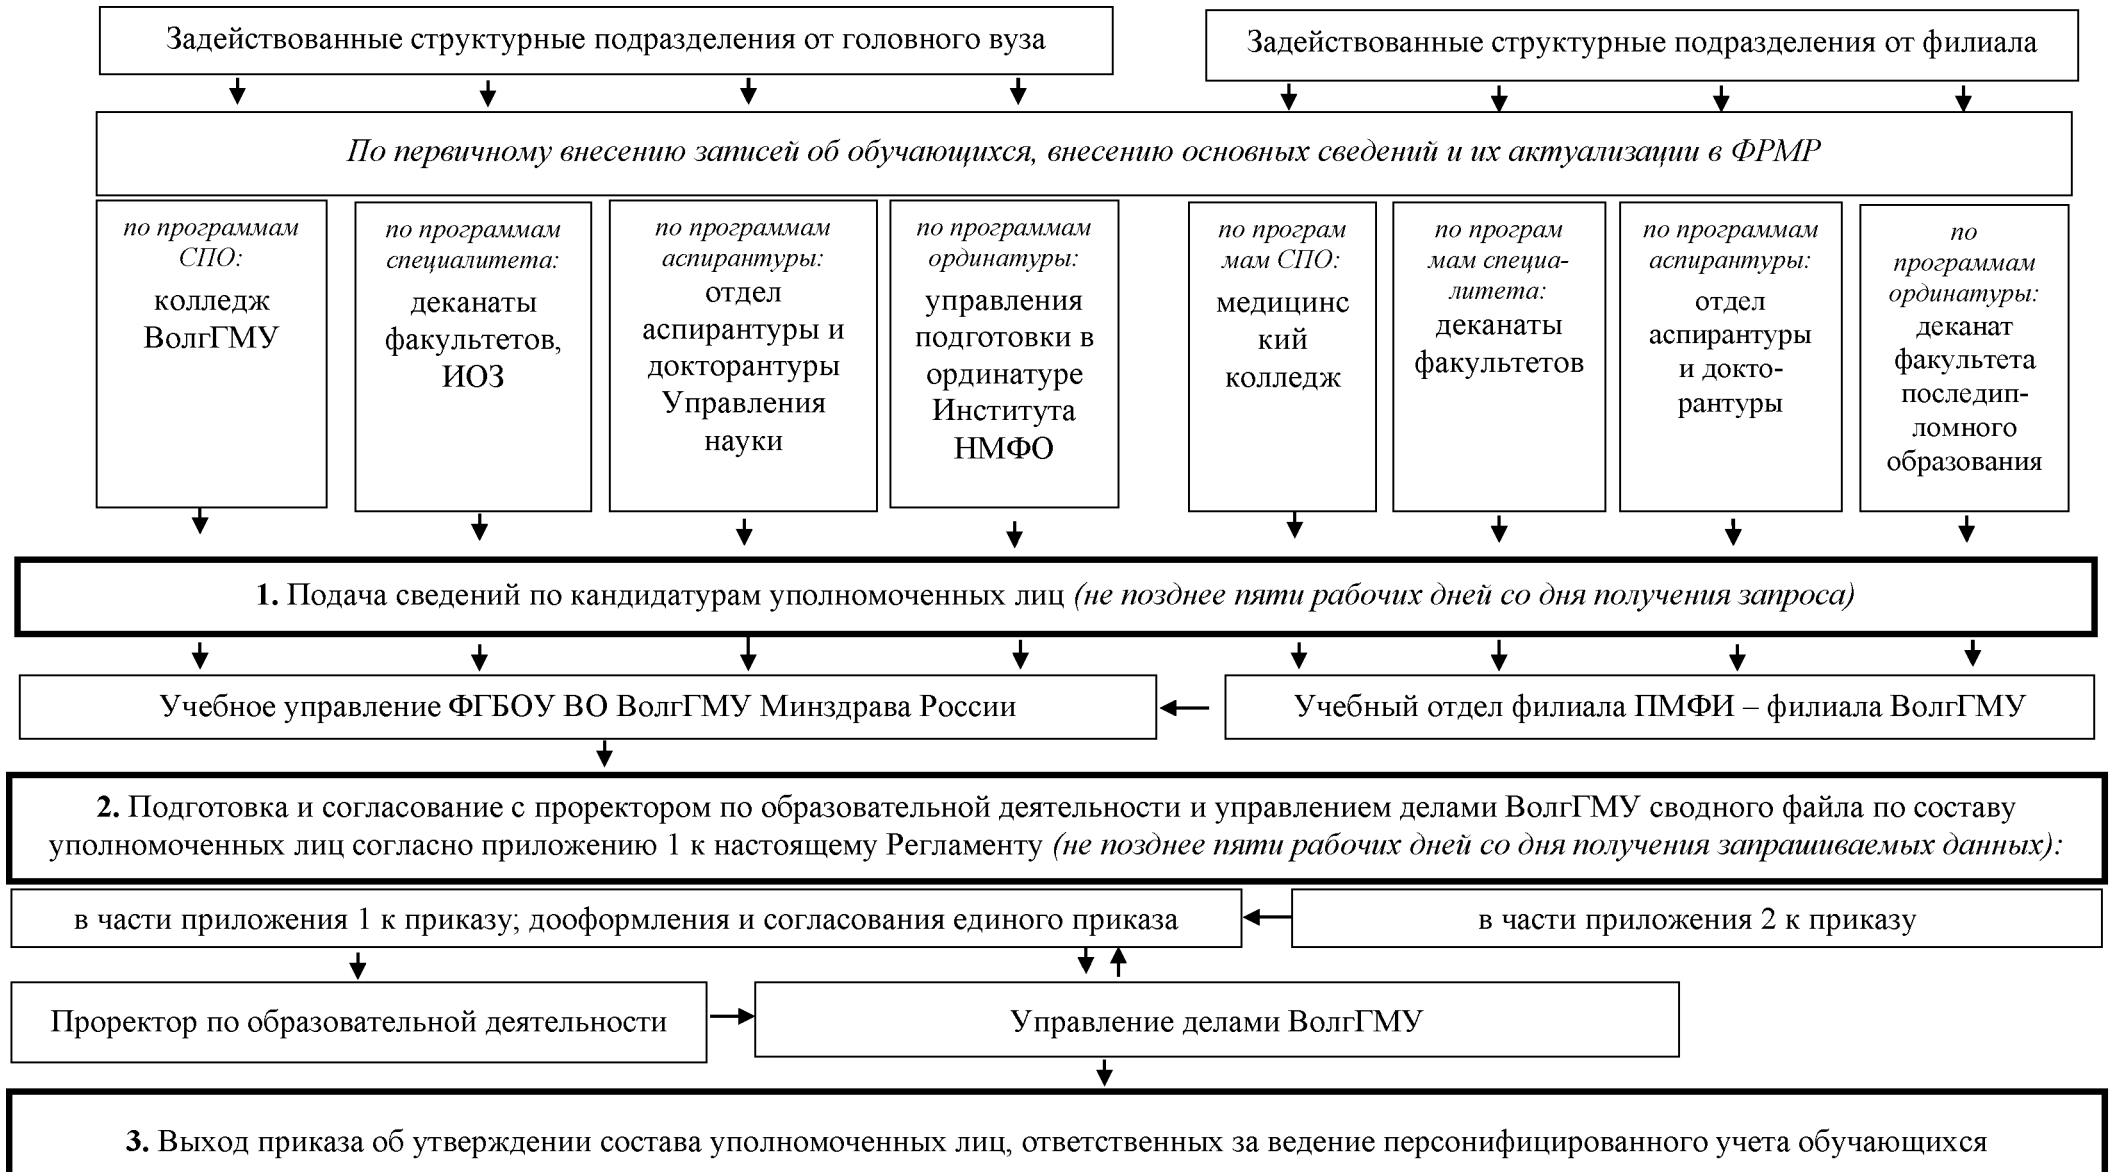 Задействованные структурные подразделения от головного вуза
Задействованные структурные подразделения от филиала
По первичному внесению записей об обучающихся, внесению основных сведений и их актуализации в ФРМР
по программам
СПО:
колледж
ВолгГМУ
по программам
специалитета:
деканаты
факультетов,
ИОЗ
по программам
аспирантуры:
отдел
аспирантуры и
докторантуры
Управления
науки
по программам
ординатуры:
управления
подготовки в
ординатуре
Института
НМФО
по програм
мам СПО:
медицинс
кий
колледж
по програм
мам специа-
литета:
деканаты
факультетов
по программам
аспирантуры:
отдел
аспирантуры
и докто-
рантуры
по
программам
ординатуры:
деканат
факультета
последип-
ломного
образования
1. Подача сведений по кандидатурам уполномоченных лиц (не позднее пяти рабочих дней со дня получения запроса)
Учебное управление ФГБОУ ВО ВолгГМУ Минздрава России
Учебный отдел филиала ПМФИ – филиала ВолгГМУ
2. Подготовка и согласование с проректором по образовательной деятельности и управлением делами ВолгГМУ сводного файла по составу
уполномоченных лиц согласно приложению 1 к настоящему Регламенту (не позднее пяти рабочих дней со дня получения запрашиваемых данных):
в части приложения 1 к приказу; дооформления и согласования единого приказа
в части приложения 2 к приказу
Проректор по образовательной деятельности
Управление делами ВолгГМУ
3. Выход приказа об утверждении состава уполномоченных лиц, ответственных за ведение персонифицированного учета обучающихся